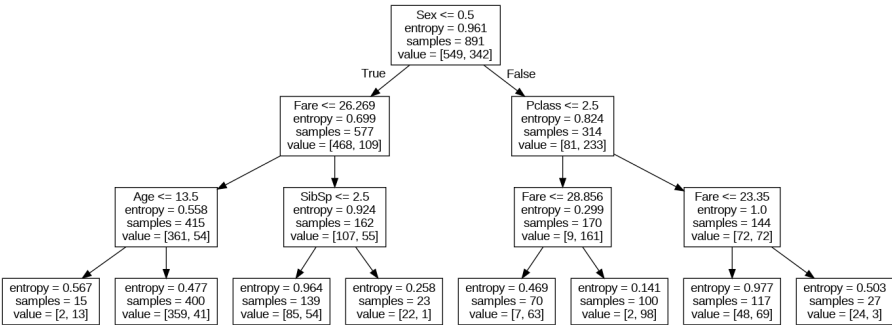 Sex <= 0.5
entropy = 0.961
samples = 891
value = [549, 342]
True
False
Fare <= 26.269
entropy = 0.699
samples = 577
value = [468, 109]
Pclass <= 2.5
entropy = 0.824
samples = 314
value = [81, 233]
Age <= 13.5
entropy = 0.558
samples = 415
value = [361, 54]
SibSp <= 2.5
entropy = 0.924
samples = 162
value = [107, 55]
Fare <= 28.856
entropy = 0.299
samples = 170
value = [9, 161]
Fare <= 23.35
entropy = 1.0
samples = 144
value = [72, 72]
entropy = 0.567
samples = 15
value = [2, 13]
entropy = 0.477
samples = 400
value = [359, 41]
entropy = 0.964
samples = 139
value = [85, 54]
entropy = 0.258
samples = 23
value = [22, 1]
entropy = 0.469
samples = 70
value = [7, 63]
entropy = 0.141
samples = 100
value = [2, 98]
entropy = 0.977
samples = 117
value = [48, 69]
entropy = 0.503
samples = 27
value = [24, 3]